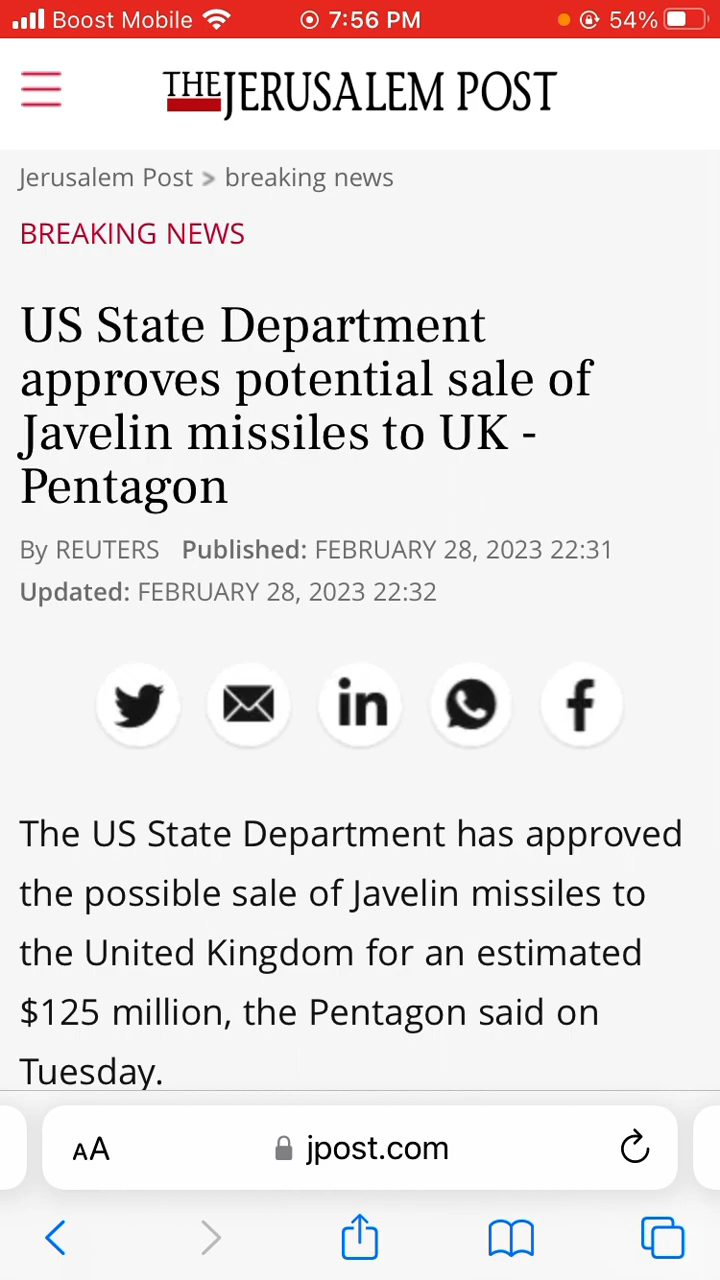 Boost Mobile 7:56 PM 54%
THE JERUSALEM POST
Jerusalem Post > breaking news
BREAKING NEWS
US State Department
approves potential sale of
Javelin missiles to UK -
Pentagon
By REUTERS Published: FEBRUARY 28, 2023 22:31
Updated: FEBRUARY 28, 2023 22:32
in f
The US State Department has approved
the possible sale of Javelin missiles to
the United Kingdom for an estimated
$125 million, the Pentagon said on
Tuesday.
AA jpost.com